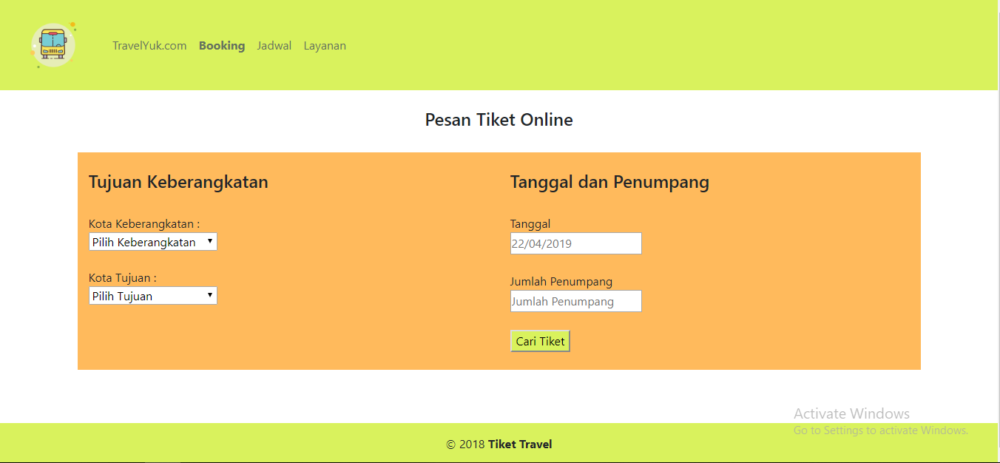 TravelYuk.com Booking Jadwal Layanan
Pesan Tiket Online
Tujuan Keberangkatan
Kota Keberangkatan :
Pilih Keberangkatan
Kota Tujuan :
Pilih Tujuan
Tanggal dan Penumpang
Tanggal
22/04/2019
Jumlah Penumpang
Jumlah Penumpang
Cari Tiket
Activate Windows
Go to Settings to activate Windows.
© 2018 Tiket Travel